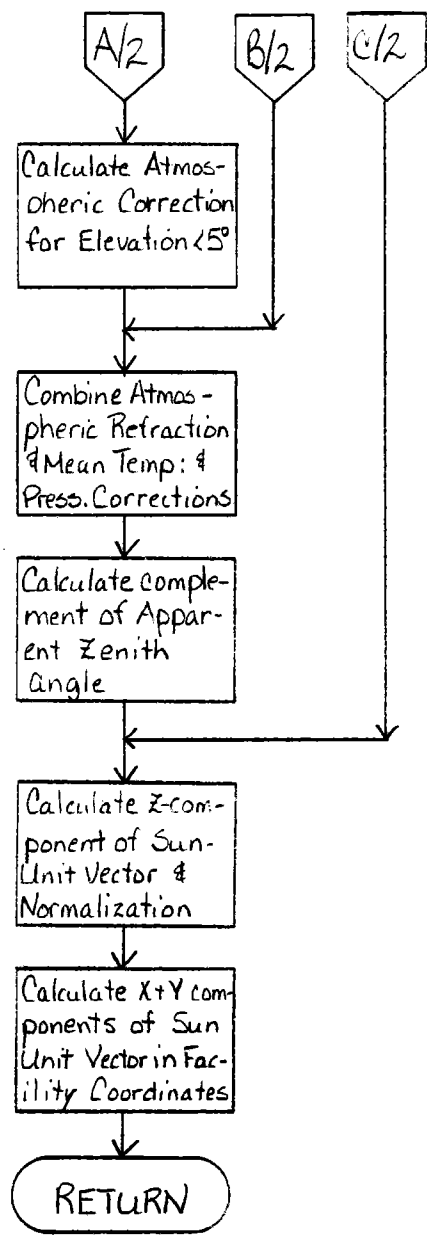 A/2
B/2
C/2
Calculate Atmos-
pheric Correction
for Elevation <5°
Combine Atmos-
pheric Refraction
& Mean Temp. &
Press. Corrections
Calculate comple-
ment of Appar-
ent Zenith
angle
Calculate Z-com-
ponent of Sun-
Unit Vector &
Normalization
Calculate X+Y com-
ponents of Sun
Unit Vector in Fac-
ility Coordinates
RETURN